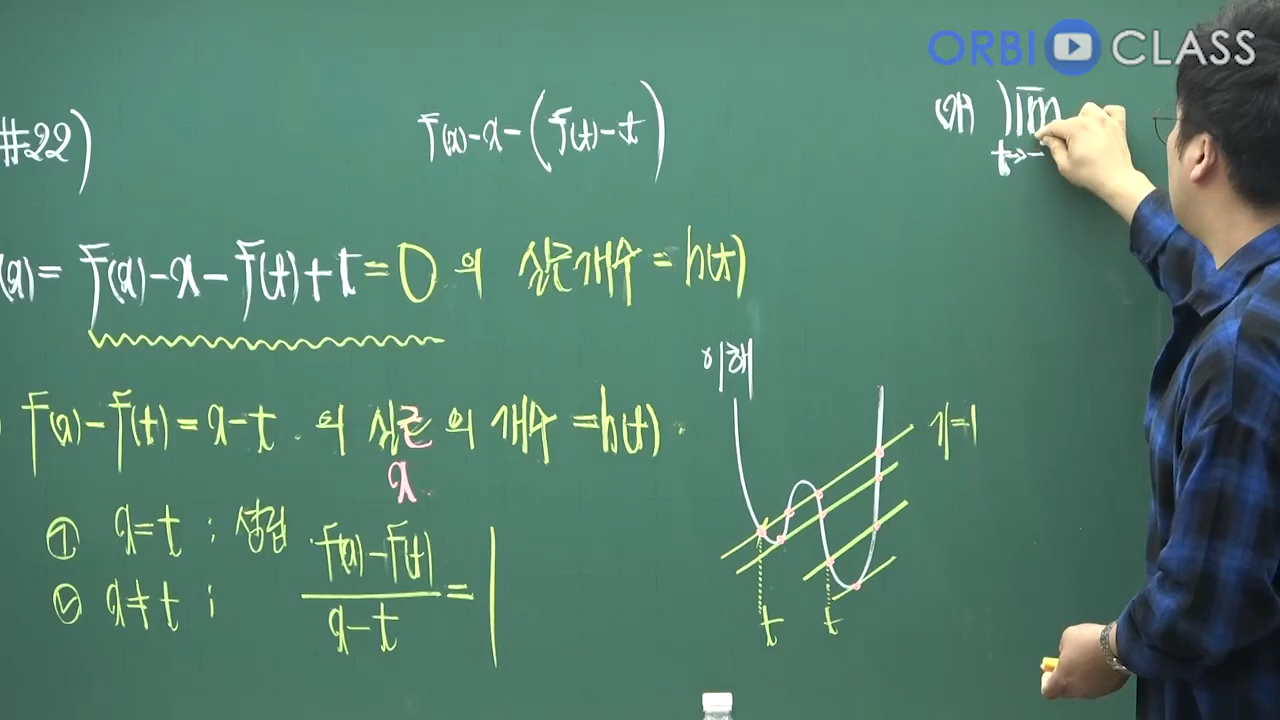 ORBI CLASS
#22)
f(x)-x-(f(t)-t)
(x)= f(x)-x-f(t)+t=0 의 실근개수 = h(t)
f(x)-f(t)=x-t. 의 실근의 개수 =h(t).
x
① x=t ; 성립
② x≠t ; f(x)-f(t)/x-t = 1
이해
기=1
t t
lim
t→-